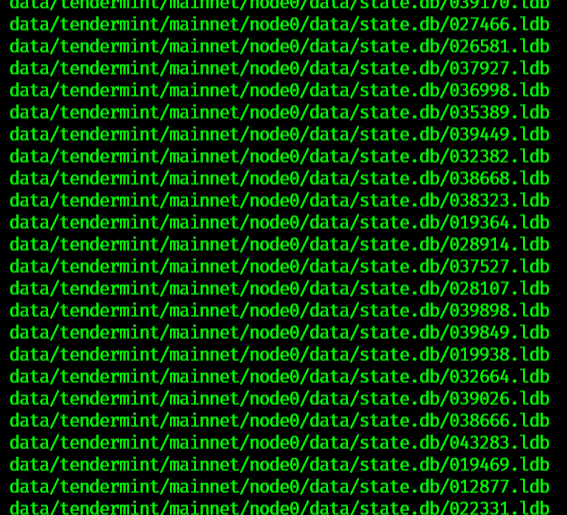 data/tendermint/mainnet/node0/data/state.db/039170.ldb
data/tendermint/mainnet/node0/data/state.db/027466.ldb
data/tendermint/mainnet/node0/data/state.db/026581.ldb
data/tendermint/mainnet/node0/data/state.db/037927.ldb
data/tendermint/mainnet/node0/data/state.db/036998.ldb
data/tendermint/mainnet/node0/data/state.db/035389.ldb
data/tendermint/mainnet/node0/data/state.db/039449.ldb
data/tendermint/mainnet/node0/data/state.db/032382.ldb
data/tendermint/mainnet/node0/data/state.db/038668.ldb
data/tendermint/mainnet/node0/data/state.db/038323.ldb
data/tendermint/mainnet/node0/data/state.db/019364.ldb
data/tendermint/mainnet/node0/data/state.db/028914.ldb
data/tendermint/mainnet/node0/data/state.db/037527.ldb
data/tendermint/mainnet/node0/data/state.db/028107.ldb
data/tendermint/mainnet/node0/data/state.db/039898.ldb
data/tendermint/mainnet/node0/data/state.db/039849.ldb
data/tendermint/mainnet/node0/data/state.db/019938.ldb
data/tendermint/mainnet/node0/data/state.db/032664.ldb
data/tendermint/mainnet/node0/data/state.db/039026.ldb
data/tendermint/mainnet/node0/data/state.db/038666.ldb
data/tendermint/mainnet/node0/data/state.db/043283.ldb
data/tendermint/mainnet/node0/data/state.db/019469.ldb
data/tendermint/mainnet/node0/data/state.db/012877.ldb
data/tendermint/mainnet/node0/data/state.db/022331.ldb